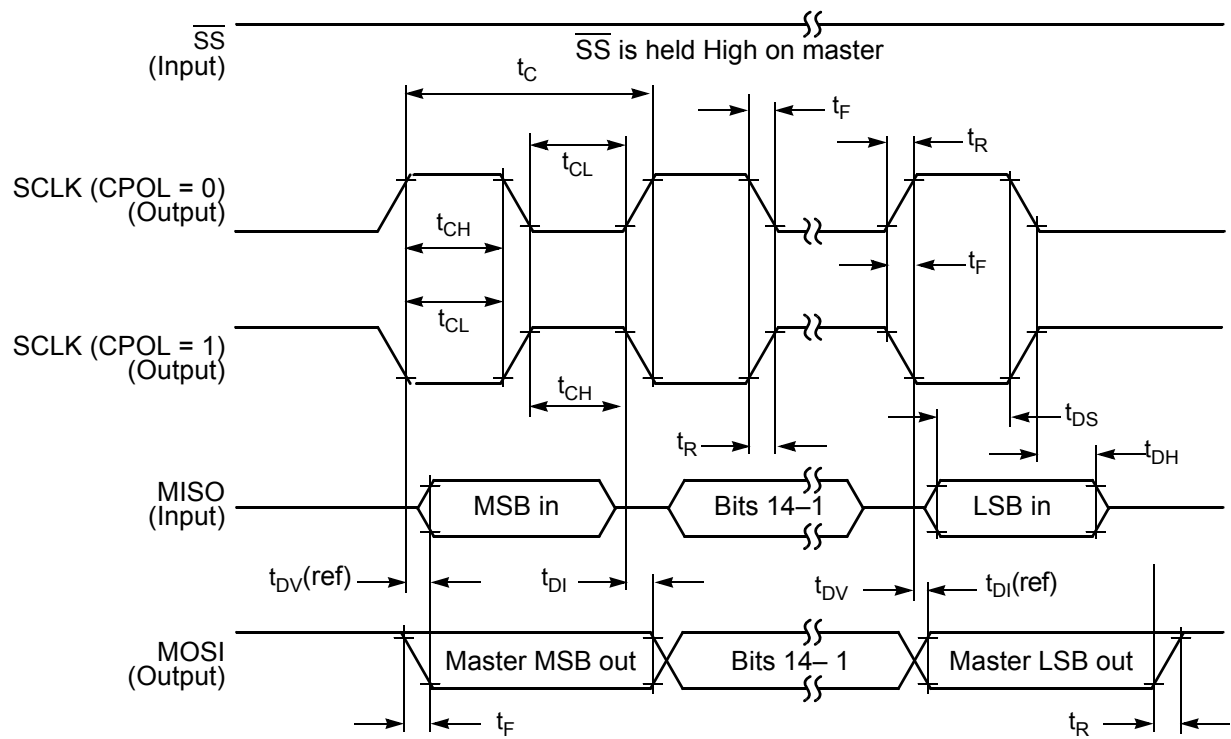 SS
(Input)
SS is held High on master
tC
tF
tR
tCL
SCLK (CPOL = 0)
(Output)
tCH
tF
tCL
SCLK (CPOL = 1)
(Output)
tCH
tDS
tR
tDH
MISO
(Input)
MSB in
Bits 14–1
LSB in
tDV(ref)
tDI
tDV
tDI(ref)
MOSI
(Output)
Master MSB out
Bits 14– 1
Master LSB out
tF
tR